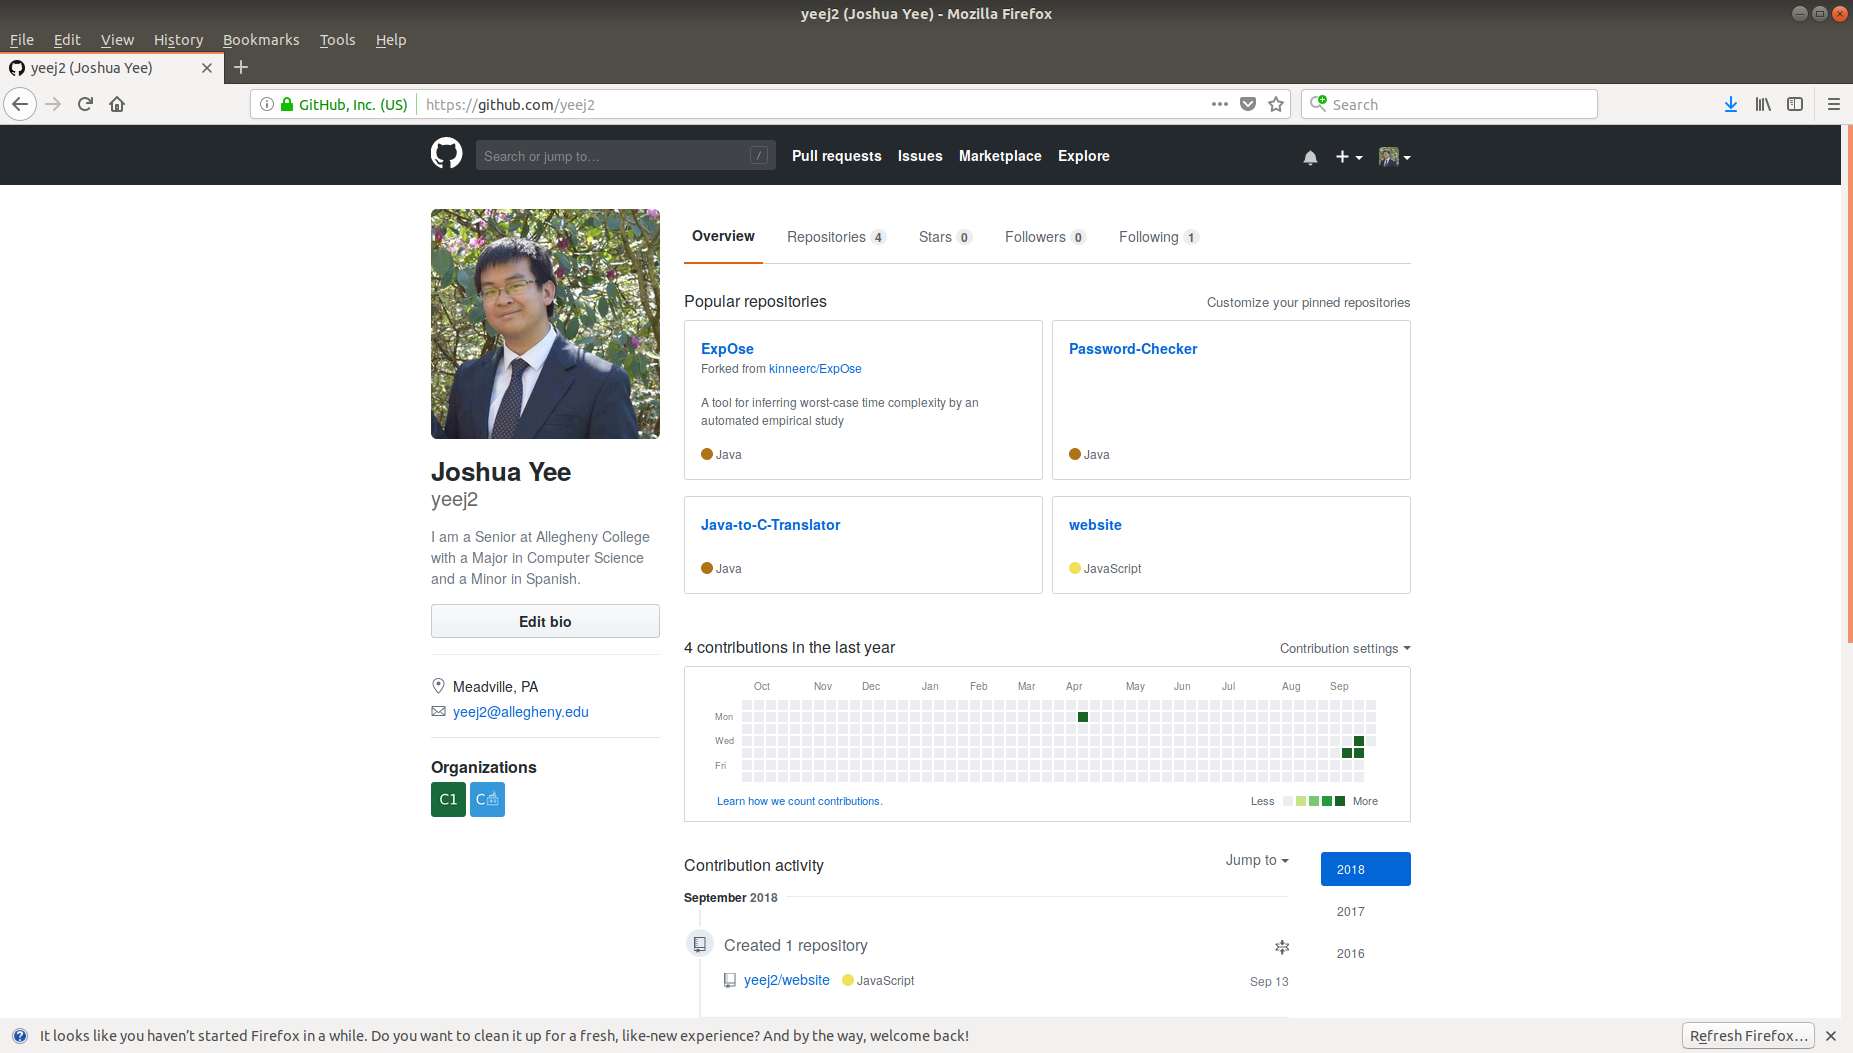 yeej2 (Joshua Yee) - Mozilla Firefox
File Edit View History Bookmarks Tools Help
yeej2 (Joshua Yee)
GitHub, Inc. (US) https://github.com/yeej2
Search
Search or jump to… /
Pull requests Issues Marketplace Explore
Overview Repositories 4 Stars 0 Followers 0 Following 1
Popular repositories
Customize your pinned repositories
ExpOse
Forked from kinneerc/ExpOse
A tool for inferring worst-case time complexity by an
automated empirical study
Java
Password-Checker
Java
Java-to-C-Translator
Java
website
JavaScript
Joshua Yee
yeej2
I am a Senior at Allegheny College
with a Major in Computer Science
and a Minor in Spanish.
Edit bio
Meadville, PA
yeej2@allegheny.edu
Organizations
C1 C
4 contributions in the last year
Contribution settings
Oct Nov Dec Jan Feb Mar Apr May Jun Jul Aug Sep
Mon
Wed
Fri
Learn how we count contributions.
Less More
Contribution activity
Jump to
2018
2017
2016
September 2018
Created 1 repository
yeej2/website JavaScript Sep 13
It looks like you haven't started Firefox in a while. Do you want to clean it up for a fresh, like-new experience? And by the way, welcome back!
Refresh Firefox…